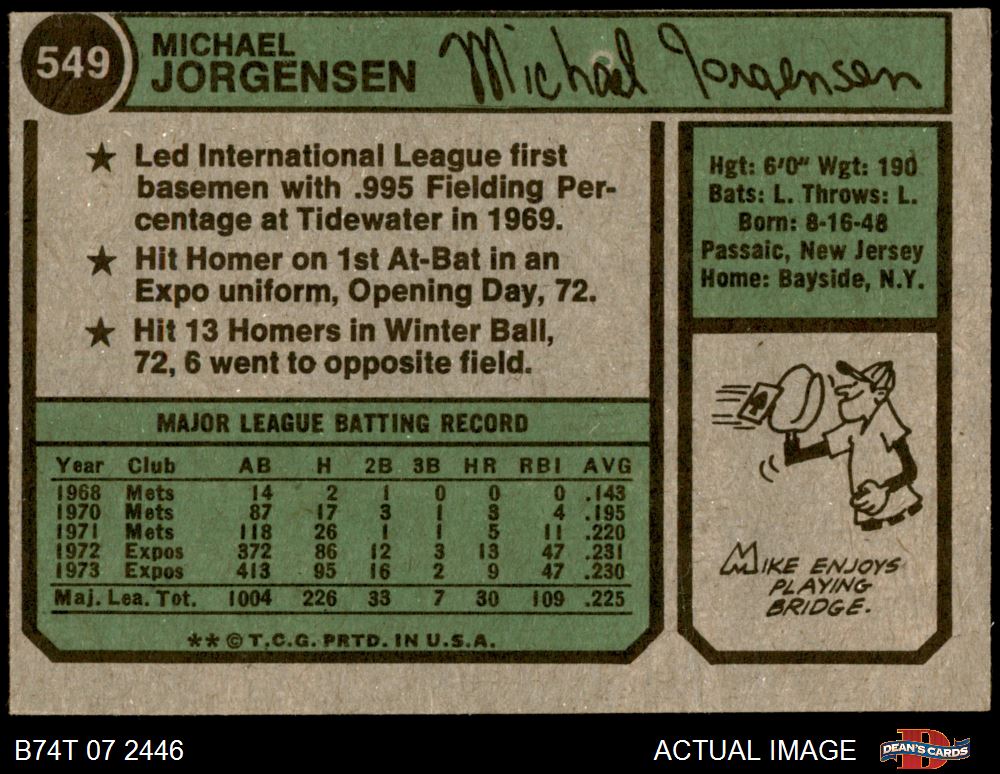 549
MICHAEL
JORGENSEN
Michael Jorgensen
★ Led International League first
basemen with .995 Fielding Per-
centage at Tidewater in 1969.
★ Hit Homer on 1st At-Bat in an
Expo uniform, Opening Day, 72.
★ Hit 13 Homers in Winter Ball,
72, 6 went to opposite field.
MAJOR LEAGUE BATTING RECORD
Year Club AB H 2B 3B HR RBI AVG
1968 Mets 14 2 1 0 0 0 .143
1970 Mets 87 17 3 1 3 4 .195
1971 Mets 118 26 1 1 5 11 .220
1972 Expos 372 86 12 3 13 47 .231
1973 Expos 413 95 16 2 9 47 .230
Maj. Lea. Tot. 1004 226 33 7 30 109 .225
**©T.C.G. PRTD. IN U.S.A.
Hgt: 6'0" Wgt: 190
Bats: L. Throws: L.
Born: 8-16-48
Passaic, New Jersey
Home: Bayside, N.Y.
MIKE ENJOYS
PLAYING
BRIDGE.
B74T 07 2446
ACTUAL IMAGE
DEAN'S CARDS